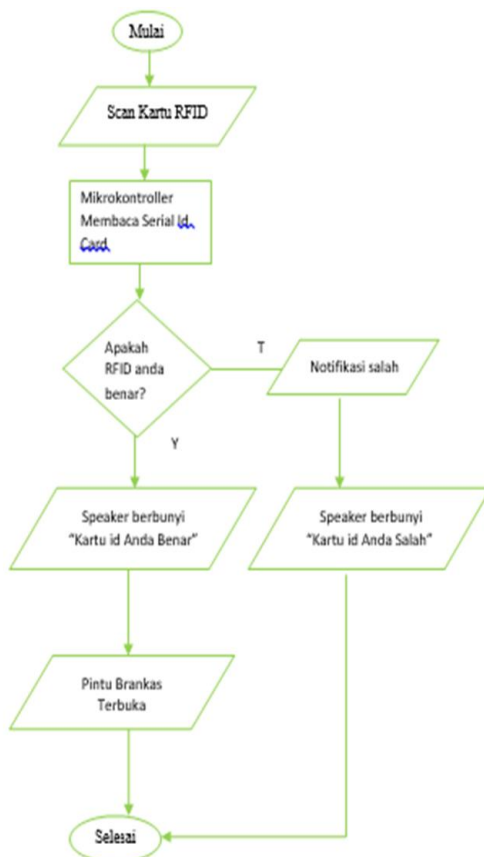 Mulai
Scan Kartu RFID
Mikrokontroller
Membaca Serial Id
Card
Apakah
RFID anda
benar?
T
Notifikasi salah
Y
Speaker berbunyi
“Kartu id Anda Benar”
Speaker berbunyi
“Kartu id Anda Salah”
Pintu Brankas
Terbuka
Selesai